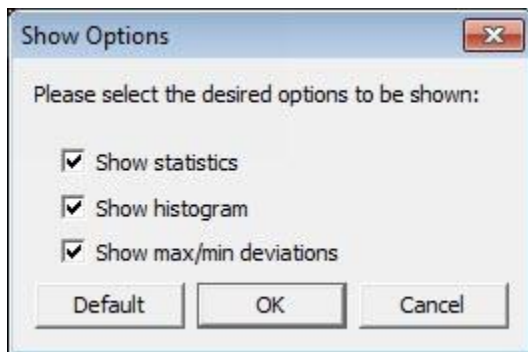 Show Options
Please select the desired options to be shown:
Show statistics
Show histogram
Show max/min deviations
Default OK Cancel